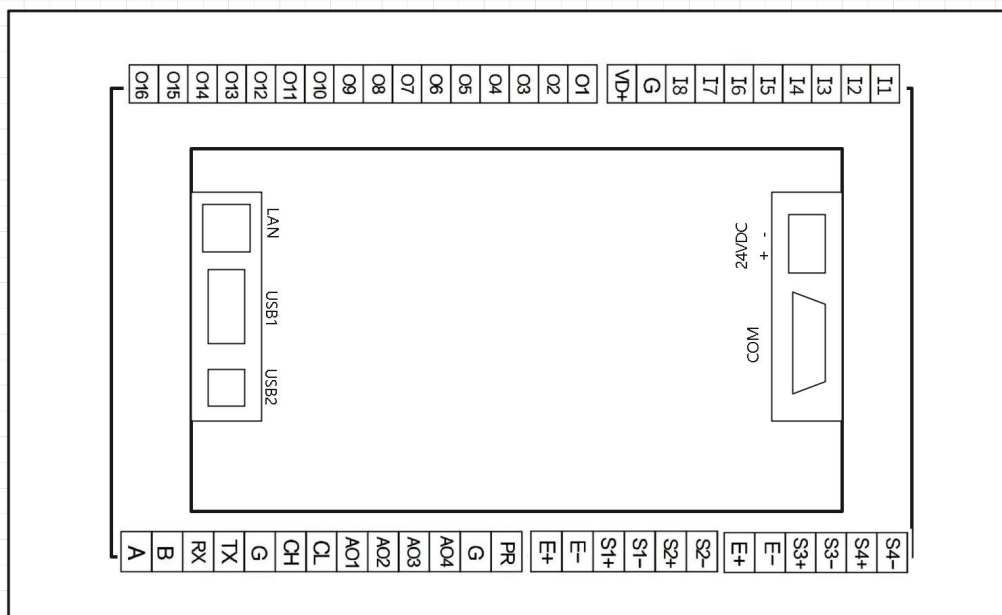 O16 O15 O14 O13 O12 O11 O10 O9 O8 O7 O6 O5 O4 O3 O2 O1
VD+ G I8 I7 I6 I5 I4 I3 I2 I1
LAN
USB1
USB2
24VDC
+ -
COM
A B RX TX G CH CL AO1 AO2 AO3 AO4 G PR
E+ E- S1+ S1- S2+ S2-
E+ E- S3+ S3- S4+ S4-